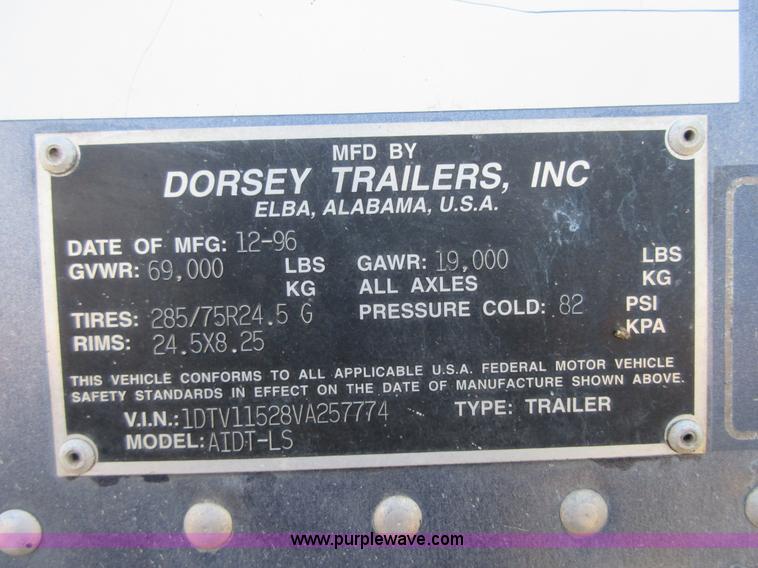 MFD BY
DORSEY TRAILERS, INC
ELBA, ALABAMA, U.S.A.
DATE OF MFG: 12-96
GVWR: 69,000 LBS GAWR: 19,000 LBS
KG ALL AXLES KG
TIRES: 285/75R24.5 G PRESSURE COLD: 82 PSI
RIMS: 24.5X8.25 KPA
THIS VEHICLE CONFORMS TO ALL APPLICABLE U.S.A. FEDERAL MOTOR VEHICLE
SAFETY STANDARDS IN EFFECT ON THE DATE OF MANUFACTURE SHOWN ABOVE.
V.I.N.: 1DTV11528VA257774 TYPE: TRAILER
MODEL: AIDT-LS
www.purplewave.com